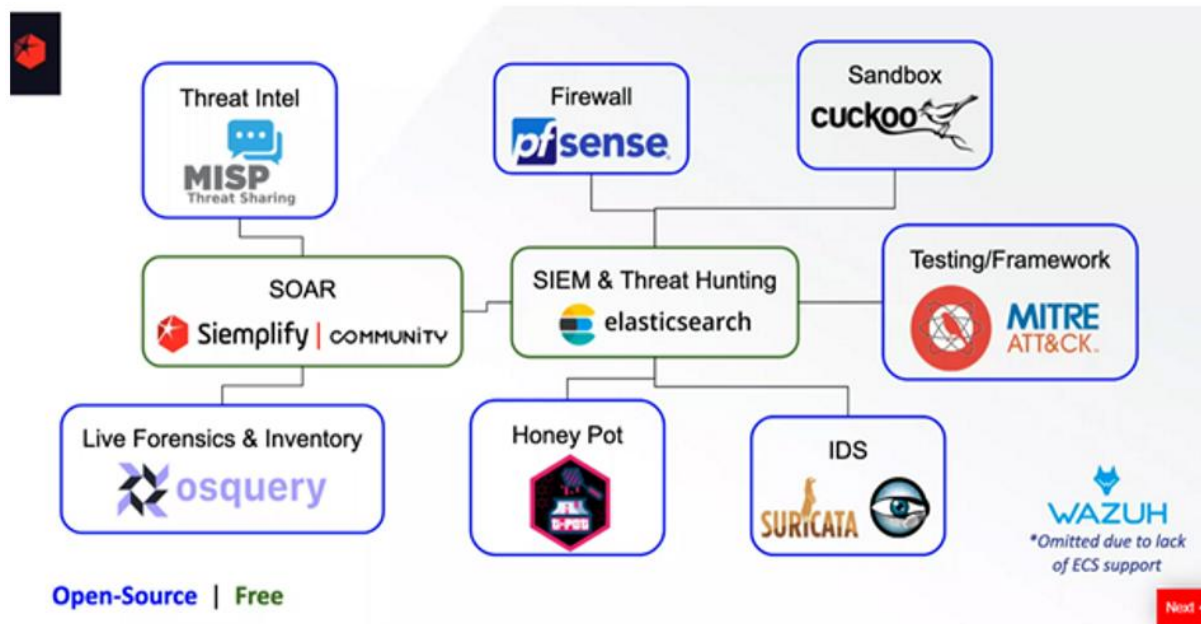 Threat Intel
MISP
Threat Sharing
Firewall
pfsense
Sandbox
cuckoo
SOAR
Siemplify | COMMUNITY
SIEM & Threat Hunting
elasticsearch
Testing/Framework
MITRE
ATT&CK™
Live Forensics & Inventory
osquery
Honey Pot
T-POT
IDS
SURICATA
WAZUH
*Omitted due to lack
of ECS support
Open-Source | Free
Next